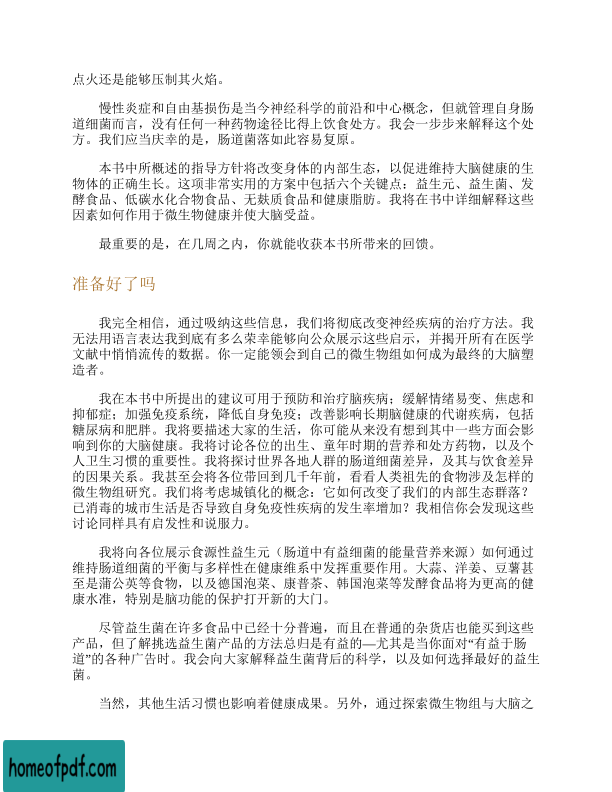 点火还是能够压制其火焰。
慢性炎症和自由基损伤是当今神经科学的前沿和中心概念，但就管理自身肠
道细菌而言，没有任何一种药物途径比得上饮食处方。我会一步步来解释这个处
方。我们应当庆幸的是，肠道菌落如此容易复原。
本书中所概述的指导方针将改变身体的内部生态，以促进维持大脑健康的生
物体的正确生长。这项非常实用的方案中包括六个关键点；益生元、益生菌、发
酵食品、低碳水化合物食品、无麸质食品和健康脂肪。我将在书中详细解释这些
因素如何作用于微生物健康并使大脑受益。
最重要的是，在几周之内，你就能收获本书所带来的回馈。
准备好了吗
我完全相信，通过吸纳这些信息，我们将彻底改变神经疾病的治疗方法。我
无法用语言表达我到底有多么荣幸能够向公众展示这些启示，并揭开所有在医学
文献中悄悄流传的数据。你一定能领会到自己的微生物组如何成为最终的大脑塑
造者。
我在本书中所提出的建议可用于预防和治疗脑疾病；缓解情绪易变、焦虑和
抑郁症；加强免疫系统，降低自身免疫；改善影响长期脑健康的代谢疾病，包括
糖尿病和肥胖。我将要描述大家的生活，你可能从来没有想到其中一些方面会影
响到你的大脑健康。我将讨论各位的出生、童年时期的营养和处方药物，以及个
人卫生习惯的重要性。我将探讨世界各地人群的肠道细菌差异，及其与饮食差异
的因果关系。我甚至会将各位带回到几千年前，看看人类祖先的食物涉及怎样的
微生物组研究。我们将考虑城镇化的概念：它如何改变了我们的内部生态群落？
已消毒的城市生活是否导致自身免疫性疾病的发生率增加？我相信你会发现这些
讨论同样具有启发性和说服力。
我将向各位展示食源性益生元（肠道中有益细菌的能量营养来源）如何通过
维持肠道细菌的平衡与多样性在健康维系中发挥重要作用。大蒜、洋姜、豆薯甚
至是蒲公英等食物，以及德国泡菜、康普茶、韩国泡菜等发酵食品将为更高的健
康水准，特别是脑功能的保护打开新的大门。
尽管益生菌在许多食品中已经十分普遍，而且在普通的杂货店也能买到这些
产品，但了解挑选益生菌产品的方法总归是有益的—尤其是当你面对“有益于肠
道”的各种广告时。我会向大家解释益生菌背后的科学，以及如何选择最好的益生
菌。
当然，其他生活习惯也影响着健康成果。另外，通过探索微生物组与大脑之
homeofpdf.com